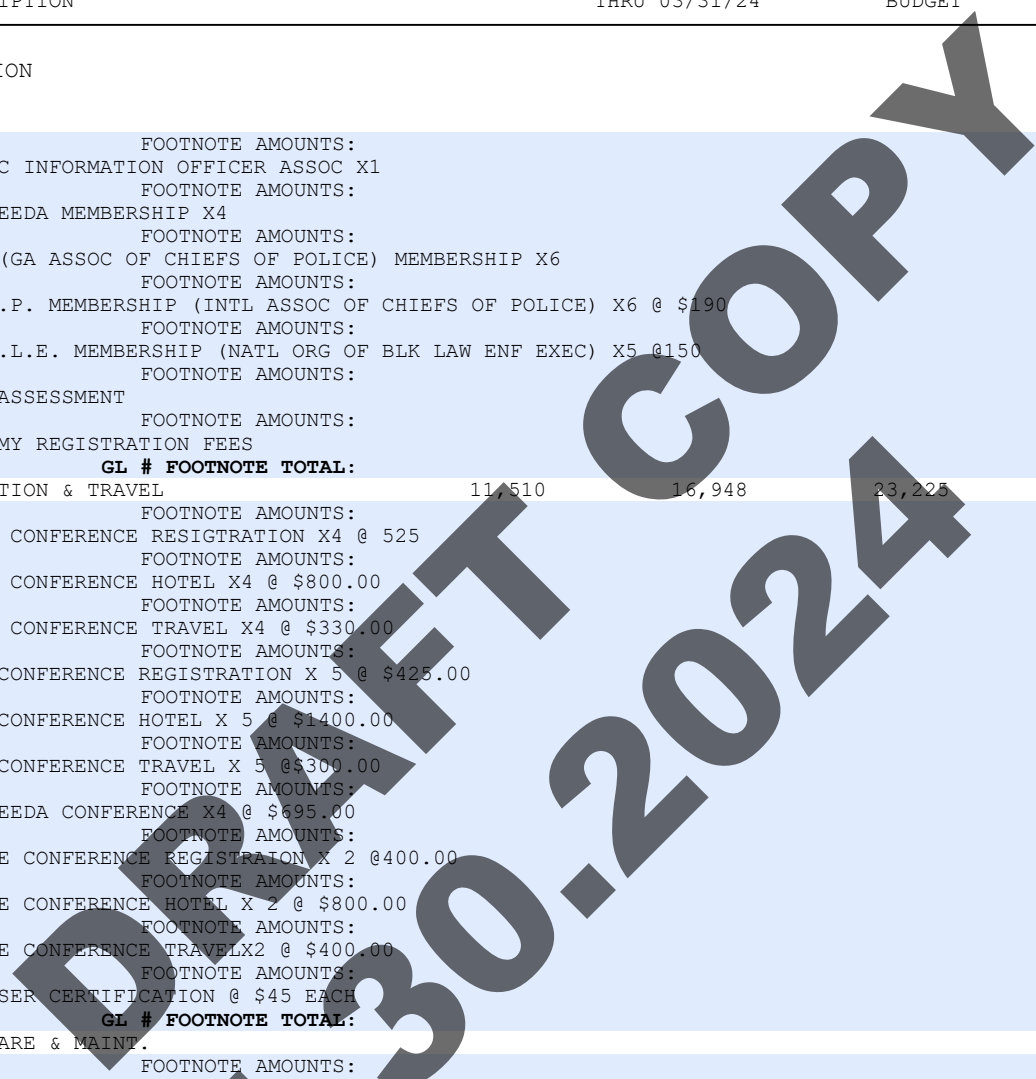 IPTION THRU 03/31/24 BUDGET
ION
FOOTNOTE AMOUNTS:
C INFORMATION OFFICER ASSOC X1
FOOTNOTE AMOUNTS:
EEDA MEMBERSHIP X4
FOOTNOTE AMOUNTS:
(GA ASSOC OF CHIEFS OF POLICE) MEMBERSHIP X6
FOOTNOTE AMOUNTS:
.P. MEMBERSHIP (INTL ASSOC OF CHIEFS OF POLICE) X6 @ $190
FOOTNOTE AMOUNTS:
.L.E. MEMBERSHIP (NATL ORG OF BLK LAW ENF EXEC) X5 @150
FOOTNOTE AMOUNTS:
ASSESSMENT
FOOTNOTE AMOUNTS:
MY REGISTRATION FEES
GL # FOOTNOTE TOTAL:
TION & TRAVEL 11,510 16,948 23,225
FOOTNOTE AMOUNTS:
CONFERENCE RESIGTRATION X4 @ 525
FOOTNOTE AMOUNTS:
CONFERENCE HOTEL X4 @ $800.00
FOOTNOTE AMOUNTS:
CONFERENCE TRAVEL X4 @ $330.00
FOOTNOTE AMOUNTS:
CONFERENCE REGISTRATION X 5 @ $425.00
FOOTNOTE AMOUNTS:
CONFERENCE HOTEL X 5 @ $1400.00
FOOTNOTE AMOUNTS:
CONFERENCE TRAVEL X 5 @$300.00
FOOTNOTE AMOUNTS:
EEDA CONFERENCE X4 @ $695.00
FOOTNOTE AMOUNTS:
E CONFERENCE REGISTRAION X 2 @400.00
FOOTNOTE AMOUNTS:
E CONFERENCE HOTEL X 2 @ $800.00
FOOTNOTE AMOUNTS:
E CONFERENCE TRAVELX2 @ $400.00
FOOTNOTE AMOUNTS:
SER CERTIFICATION @ $45 EACH
GL # FOOTNOTE TOTAL:
ARE & MAINT.
FOOTNOTE AMOUNTS:
DRAFT COPY
30.2024